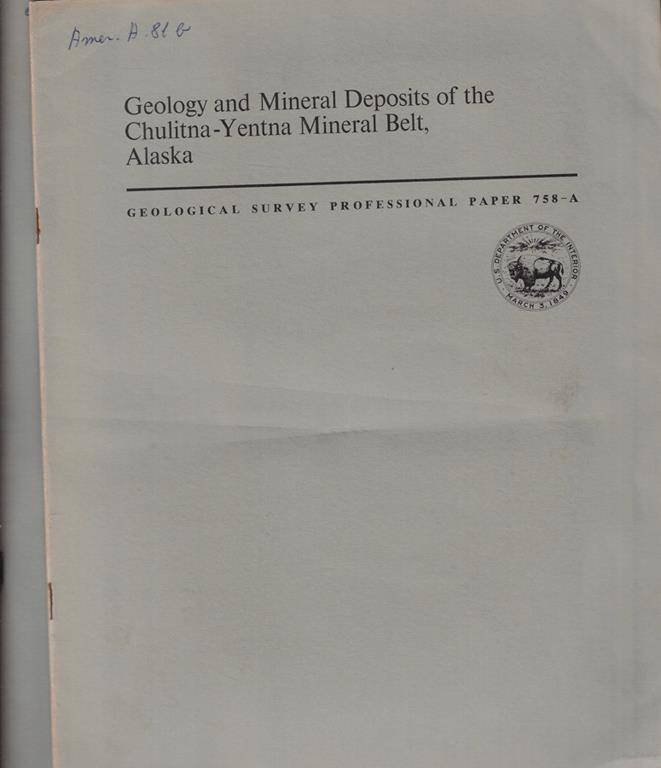 Amer. A. 81 b
Geology and Mineral Deposits of the
Chulitna-Yentna Mineral Belt,
Alaska
GEOLOGICAL SURVEY PROFESSIONAL PAPER 758-A
U.S. DEPARTMENT OF THE INTERIOR
MARCH 3, 1849